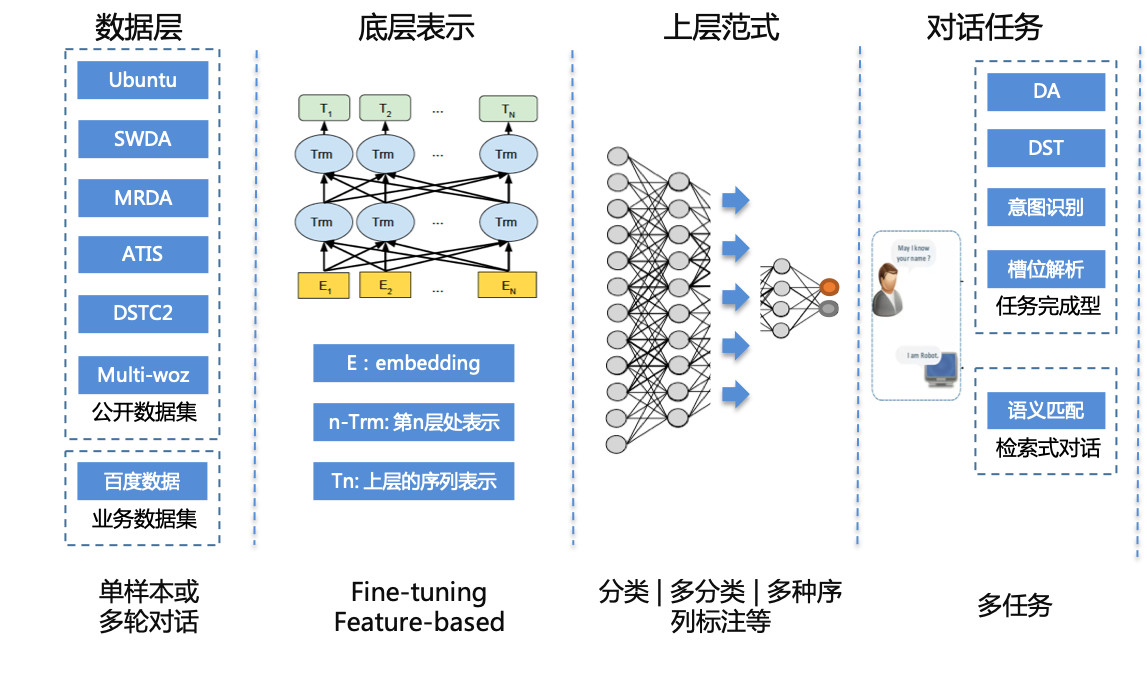 数据层
Ubuntu
SWDA
MRDA
ATIS
DSTC2
Multi-woz
公开数据集
百度数据
业务数据集
单样本或
多轮对话
底层表示
T1 T2 ... TN
Trm Trm ... Trm
Trm Trm ... Trm
E1 E2 ... EN
E : embedding
n-Trm: 第n层处表示
Tn: 上层的序列表示
Fine-tuning
Feature-based
上层范式
分类 | 多分类 | 多种序
列标注等
对话任务
May I know
your name ?
I am Robot.
DA
DST
意图识别
槽位解析
任务完成型
语义匹配
检索式对话
多任务